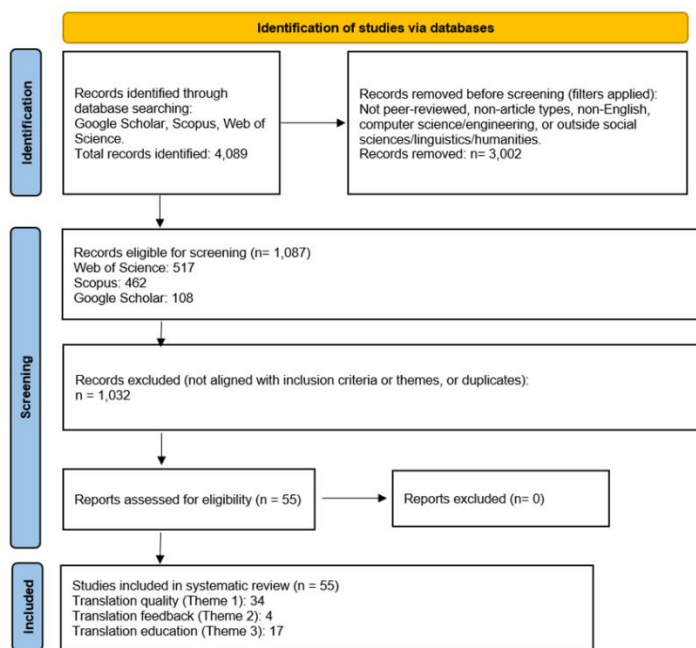 Identification of studies via databases
Identification
Records identified through
database searching:
Google Scholar, Scopus, Web of
Science.
Total records identified: 4,089
Records removed before screening (filters applied):
Not peer-reviewed, non-article types, non-English,
computer science/engineering, or outside social
sciences/linguistics/humanities.
Records removed: n= 3,002
Screening
Records eligible for screening (n= 1,087)
Web of Science: 517
Scopus: 462
Google Scholar: 108
Records excluded (not aligned with inclusion criteria or themes, or duplicates):
n = 1,032
Reports assessed for eligibility (n = 55)
Reports excluded (n= 0)
Included
Studies included in systematic review (n = 55)
Translation quality (Theme 1): 34
Translation feedback (Theme 2): 4
Translation education (Theme 3): 17